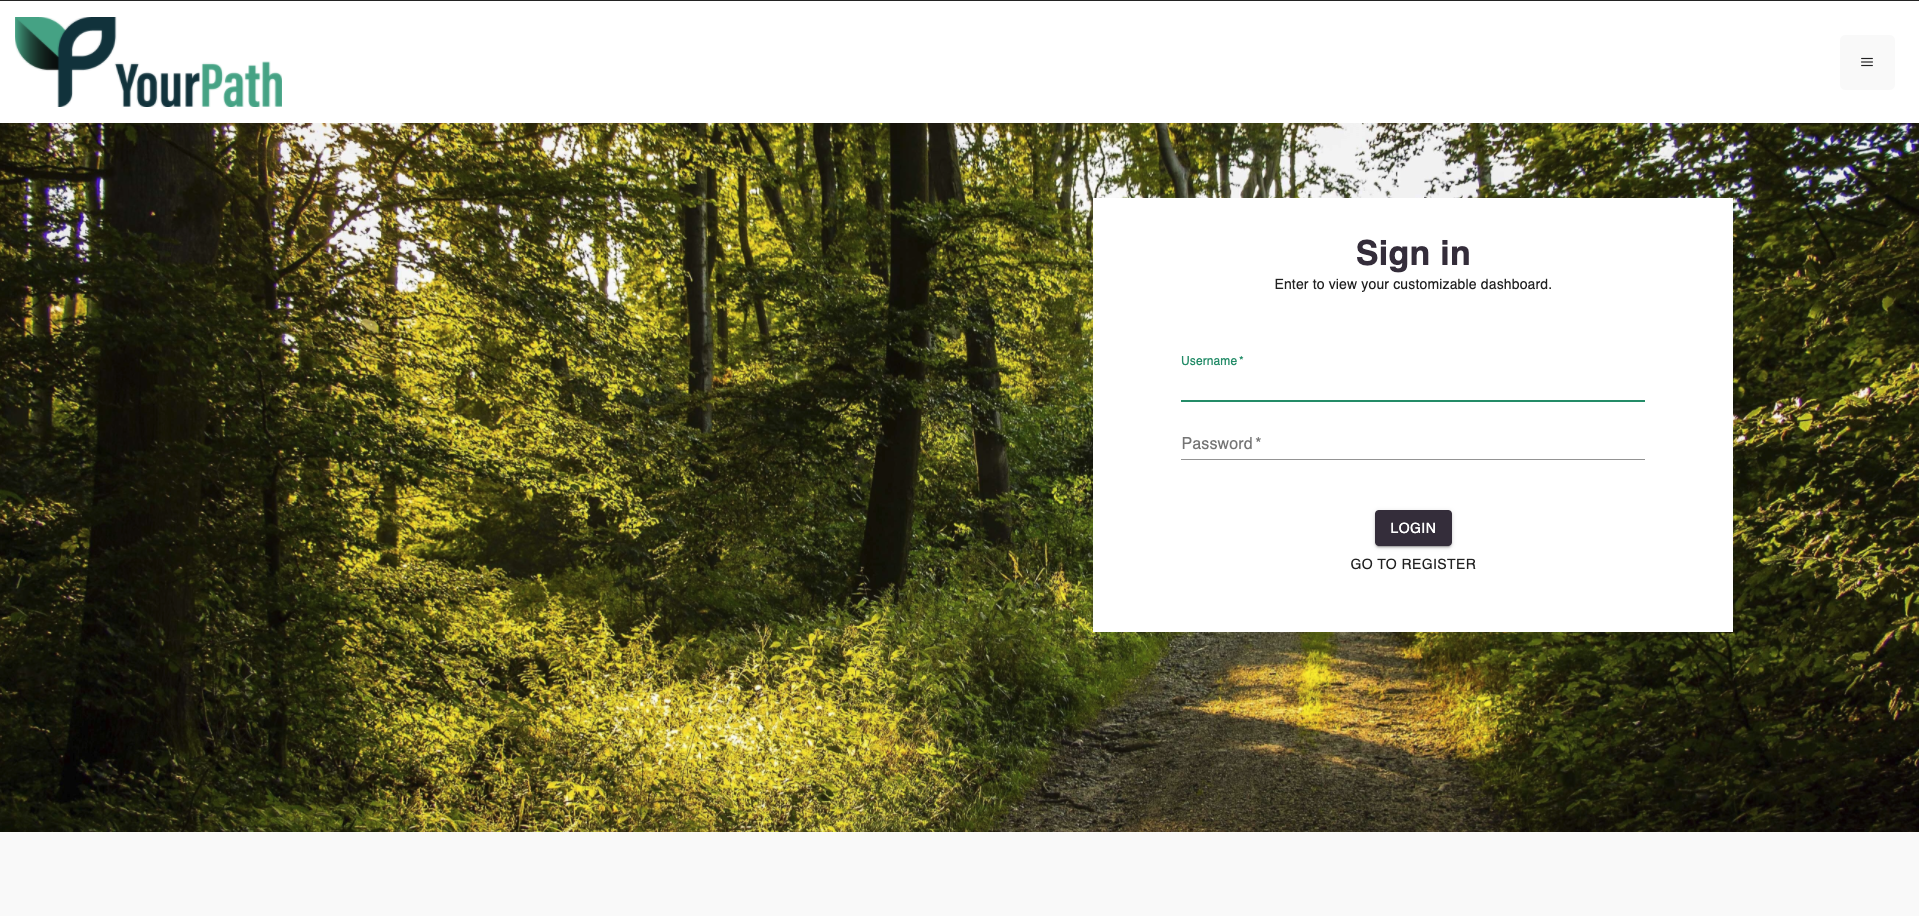 YourPath
Sign in
Enter to view your customizable dashboard.
Username *
Password *
LOGIN
GO TO REGISTER